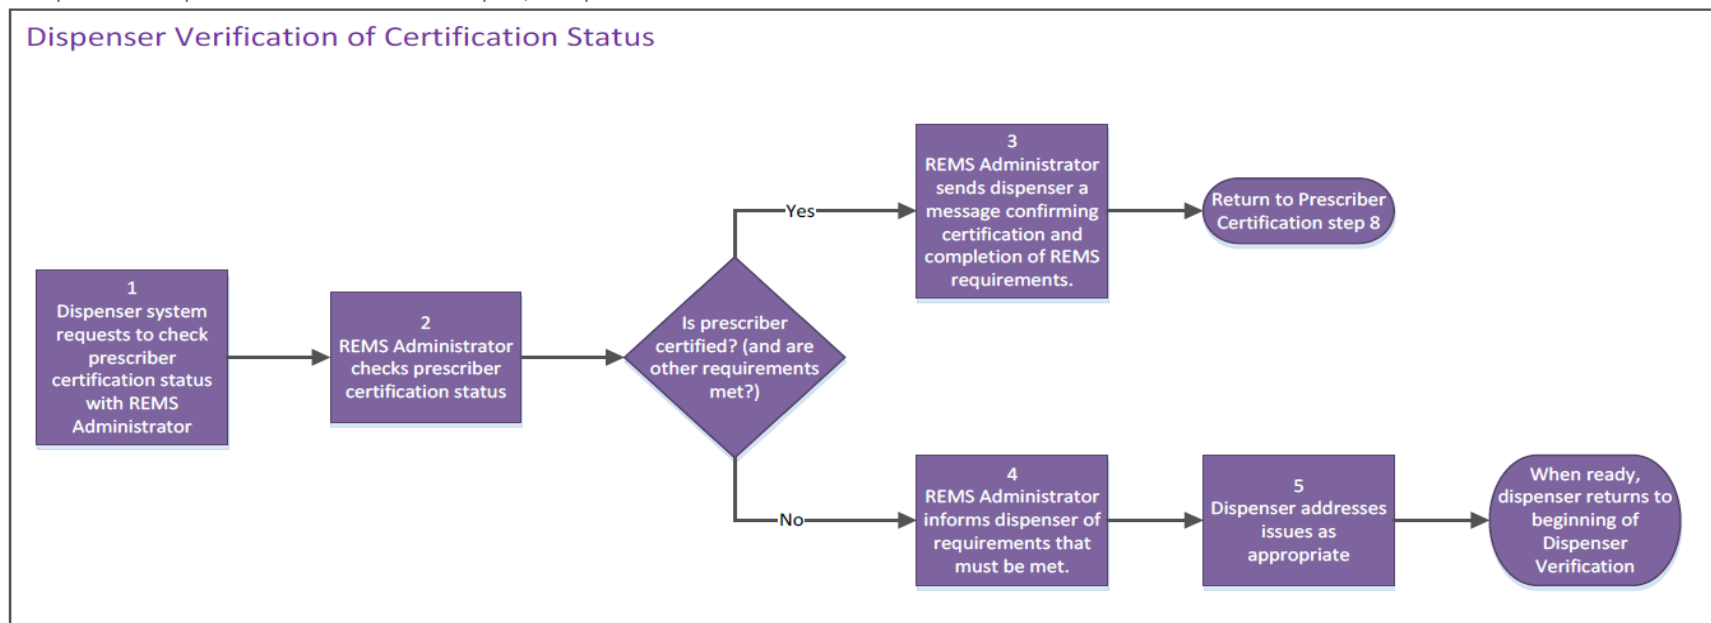 Dispenser Verification of Certification Status
1
Dispenser system
requests to check
prescriber
certification status
with REMS
Administrator
2
REMS Administrator
checks prescriber
certification status
Is prescriber
certified? (and are
other requirements
met?)
Yes
3
REMS Administrator
sends dispenser a
message confirming
certification and
completion of REMS
requirements.
Return to Prescriber
Certification step 8
No
4
REMS Administrator
informs dispenser of
requirements that
must be met.
5
Dispenser addresses
issues as
appropriate
When ready,
dispenser returns to
beginning of
Dispenser
Verification